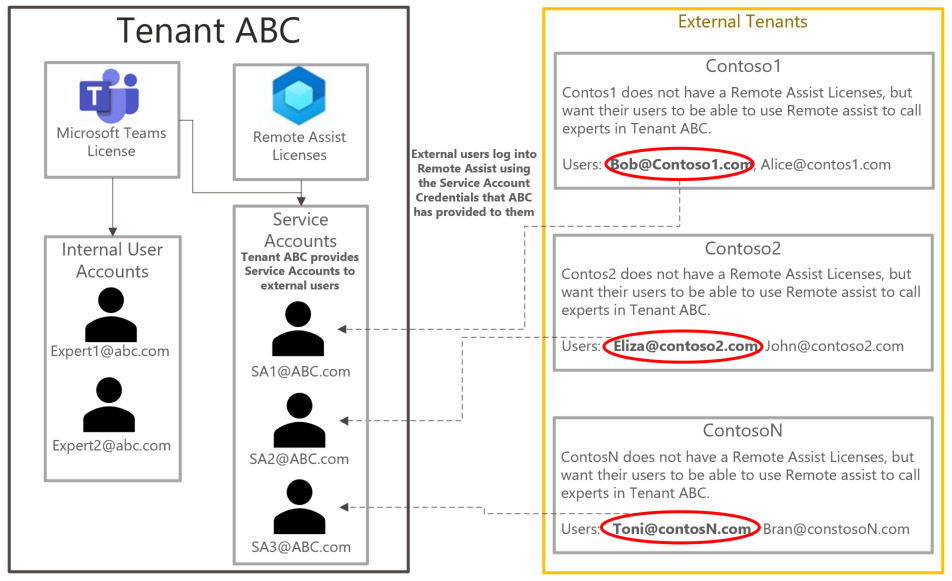 Tenant ABC
T
Microsoft Teams
License
Remote Assist
Licenses
Internal User
Accounts
Expert1@abc.com
Expert2@abc.com
Service
Accounts
Tenant ABC provides
Service Accounts to
external users
SA1@ABC.com
SA2@ABC.com
SA3@ABC.com
External users log into
Remote Assist using
the Service Account
Credentials that ABC
has provided to them
External Tenants
Contoso1
Contos1 does not have a Remote Assist Licenses, but
want their users to be able to use Remote assist to call
experts in Tenant ABC.
Users: Bob@Contoso1.com, Alice@contos1.com
Contoso2
Contos2 does not have a Remote Assist Licenses, but
want their users to be able to use Remote assist to call
experts in Tenant ABC.
Users: Eliza@contoso2.com, John@contoso2.com
ContosoN
ContosN does not have a Remote Assist Licenses, but
want their users to be able to use Remote assist to call
experts in Tenant ABC.
Users: Toni@contosN.com, Bran@constosoN.com